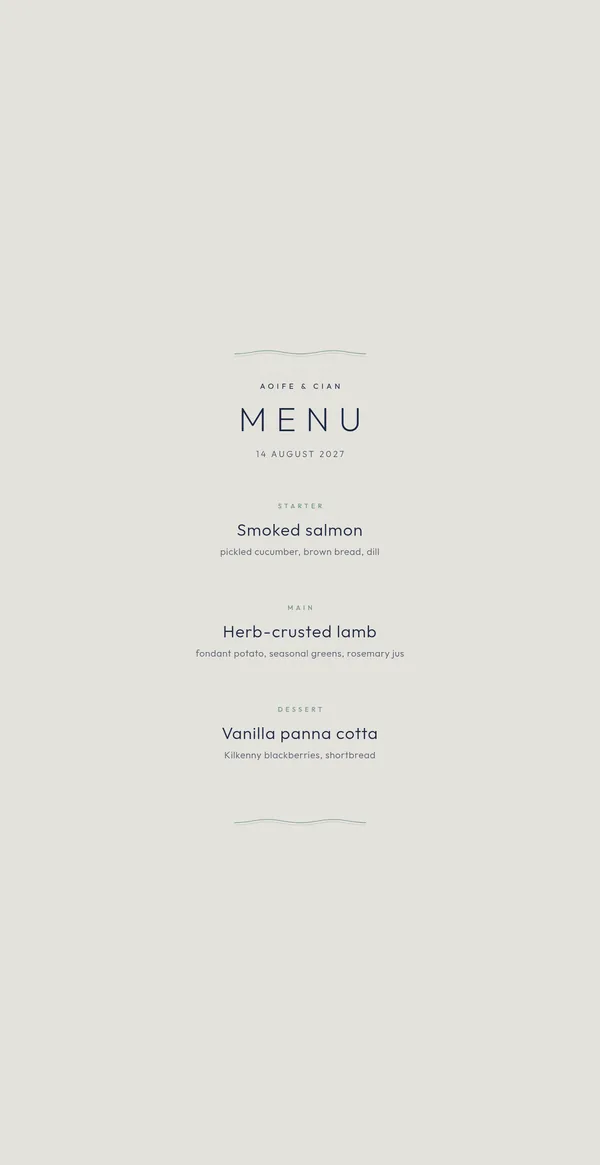 AOIFE & CIAN
MENU
14 AUGUST 2027
STARTER
Smoked salmon
pickled cucumber, brown bread, dill
MAIN
Herb-crusted lamb
fondant potato, seasonal greens, rosemary jus
DESSERT
Vanilla panna cotta
Kilkenny blackberries, shortbread